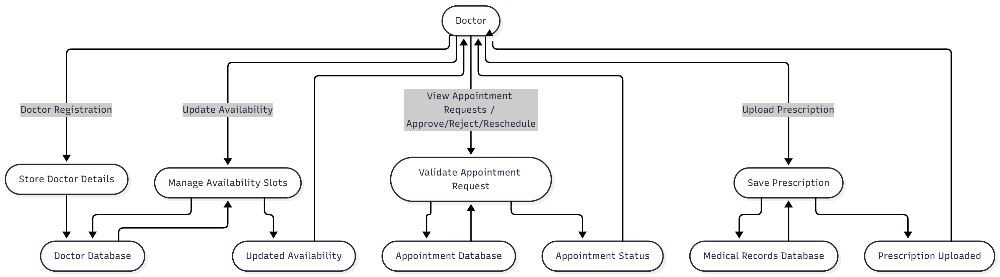 Doctor
Doctor Registration
Update Availability
View Appointment
Requests /
Approve/Reject/Reschedule
Upload Prescription
Store Doctor Details
Manage Availability Slots
Validate Appointment
Request
Save Prescription
Doctor Database
Updated Availability
Appointment Database
Appointment Status
Medical Records Database
Prescription Uploaded